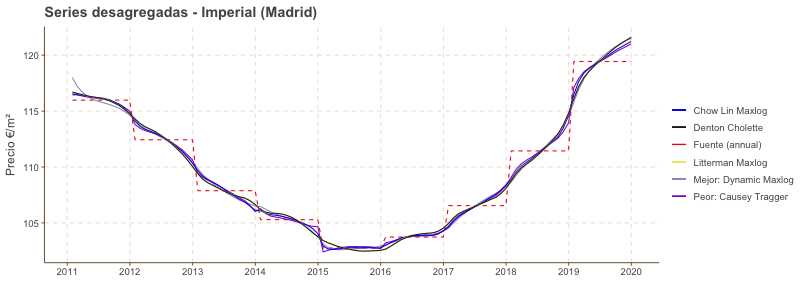 Series desagregadas - Imperial (Madrid)
Precio €/m²
120
115
110
105
2011 2012 2013 2014 2015 2016 2017 2018 2019 2020
Chow Lin Maxlog
Denton Cholette
Fuente (annual)
Litterman Maxlog
Mejor: Dynamic Maxlog
Peor: Causey Tragger